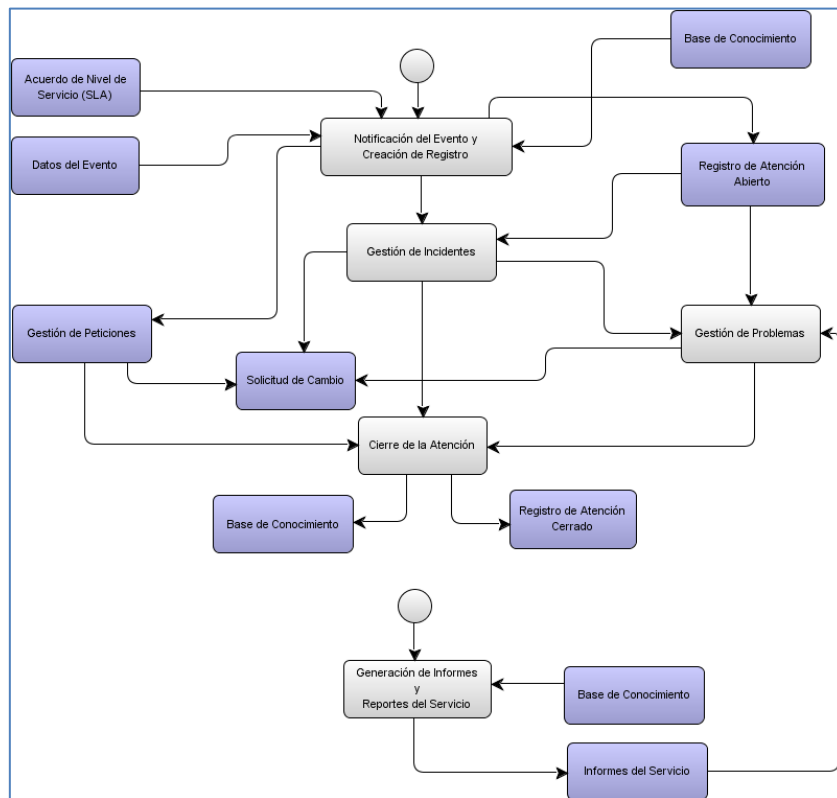 Base de Conocimiento
Acuerdo de Nivel de
Servicio (SLA)
Notificación del Evento y
Creación de Registro
Datos del Evento
Registro de Atención
Abierto
Gestión de Incidentes
Gestión de Peticiones
Gestión de Problemas
Solicitud de Cambio
Cierre de la Atención
Base de Conocimiento
Registro de Atención
Cerrado
Generación de Informes
y
Reportes del Servicio
Base de Conocimiento
Informes del Servicio